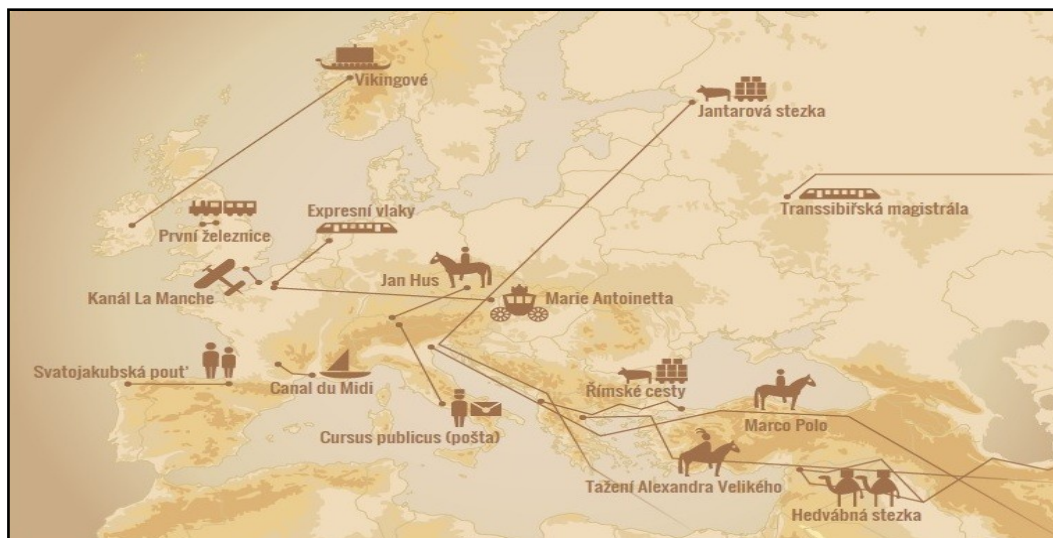 Vikingové
Jantarová stezka
Transsibiřská magistrála
Expresní vlaky
První železnice
Jan Hus
Kanál La Manche
Marie Antoinetta
Svatojakubská pouť
Canal du Midi
Římské cesty
Marco Polo
Cursus publicus (pošta)
Tažení Alexandra Velikého
Hedvábná stezka